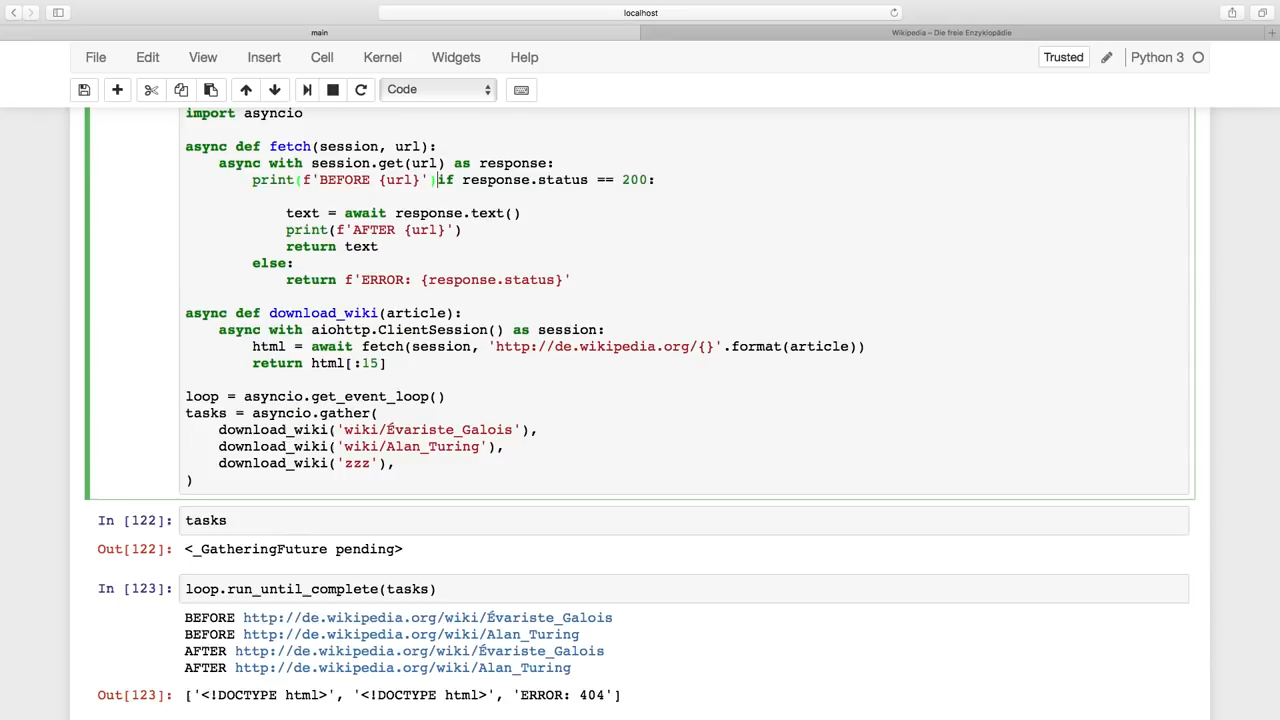 localhost
main
Wikipedia – Die freie Enzyklopädie
File Edit View Insert Cell Kernel Widgets Help
Trusted
Python 3
Code
import asyncio
async def fetch(session, url):
async with session.get(url) as response:
print(f'BEFORE {url}')if response.status == 200:
text = await response.text()
print(f'AFTER {url}')
return text
else:
return f'ERROR: {response.status}'
async def download_wiki(article):
async with aiohttp.ClientSession() as session:
html = await fetch(session, 'http://de.wikipedia.org/{}'.format(article))
return html[:15]
loop = asyncio.get_event_loop()
tasks = asyncio.gather(
download_wiki('wiki/Évariste_Galois'),
download_wiki('wiki/Alan_Turing'),
download_wiki('zzz'),
)
In [122]: tasks
Out[122]: <_GatheringFuture pending>
In [123]: loop.run_until_complete(tasks)
BEFORE http://de.wikipedia.org/wiki/Évariste_Galois
BEFORE http://de.wikipedia.org/wiki/Alan_Turing
AFTER http://de.wikipedia.org/wiki/Évariste_Galois
AFTER http://de.wikipedia.org/wiki/Alan_Turing
Out[123]: ['<!DOCTYPE html>', '<!DOCTYPE html>', 'ERROR: 404']